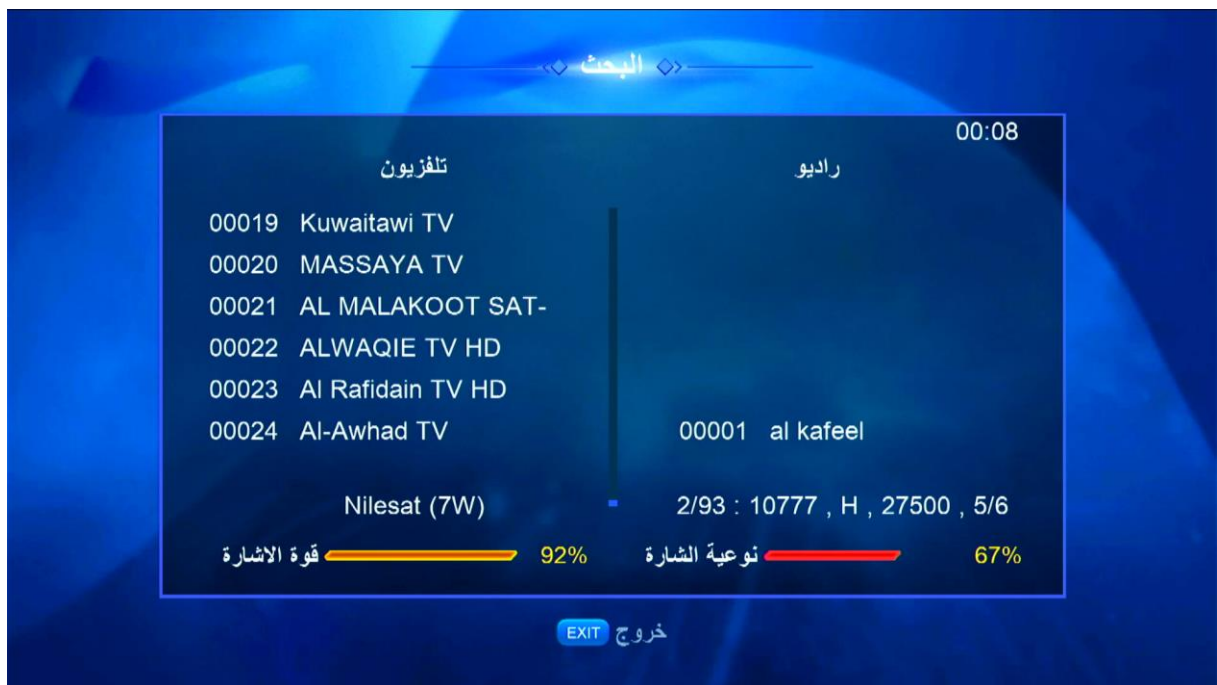 البحث
00:08
تلفزيون
راديو
00019 Kuwaitawi TV
00020 MASSAYA TV
00021 AL MALAKOOT SAT-
00022 ALWAQIE TV HD
00023 Al Rafidain TV HD
00024 Al-Awhad TV
00001 al kafeel
Nilesat (7W)
2/93 : 10777 , H , 27500 , 5/6
قوة الاشارة 92%
نوعية الشارة 67%
خروج EXIT